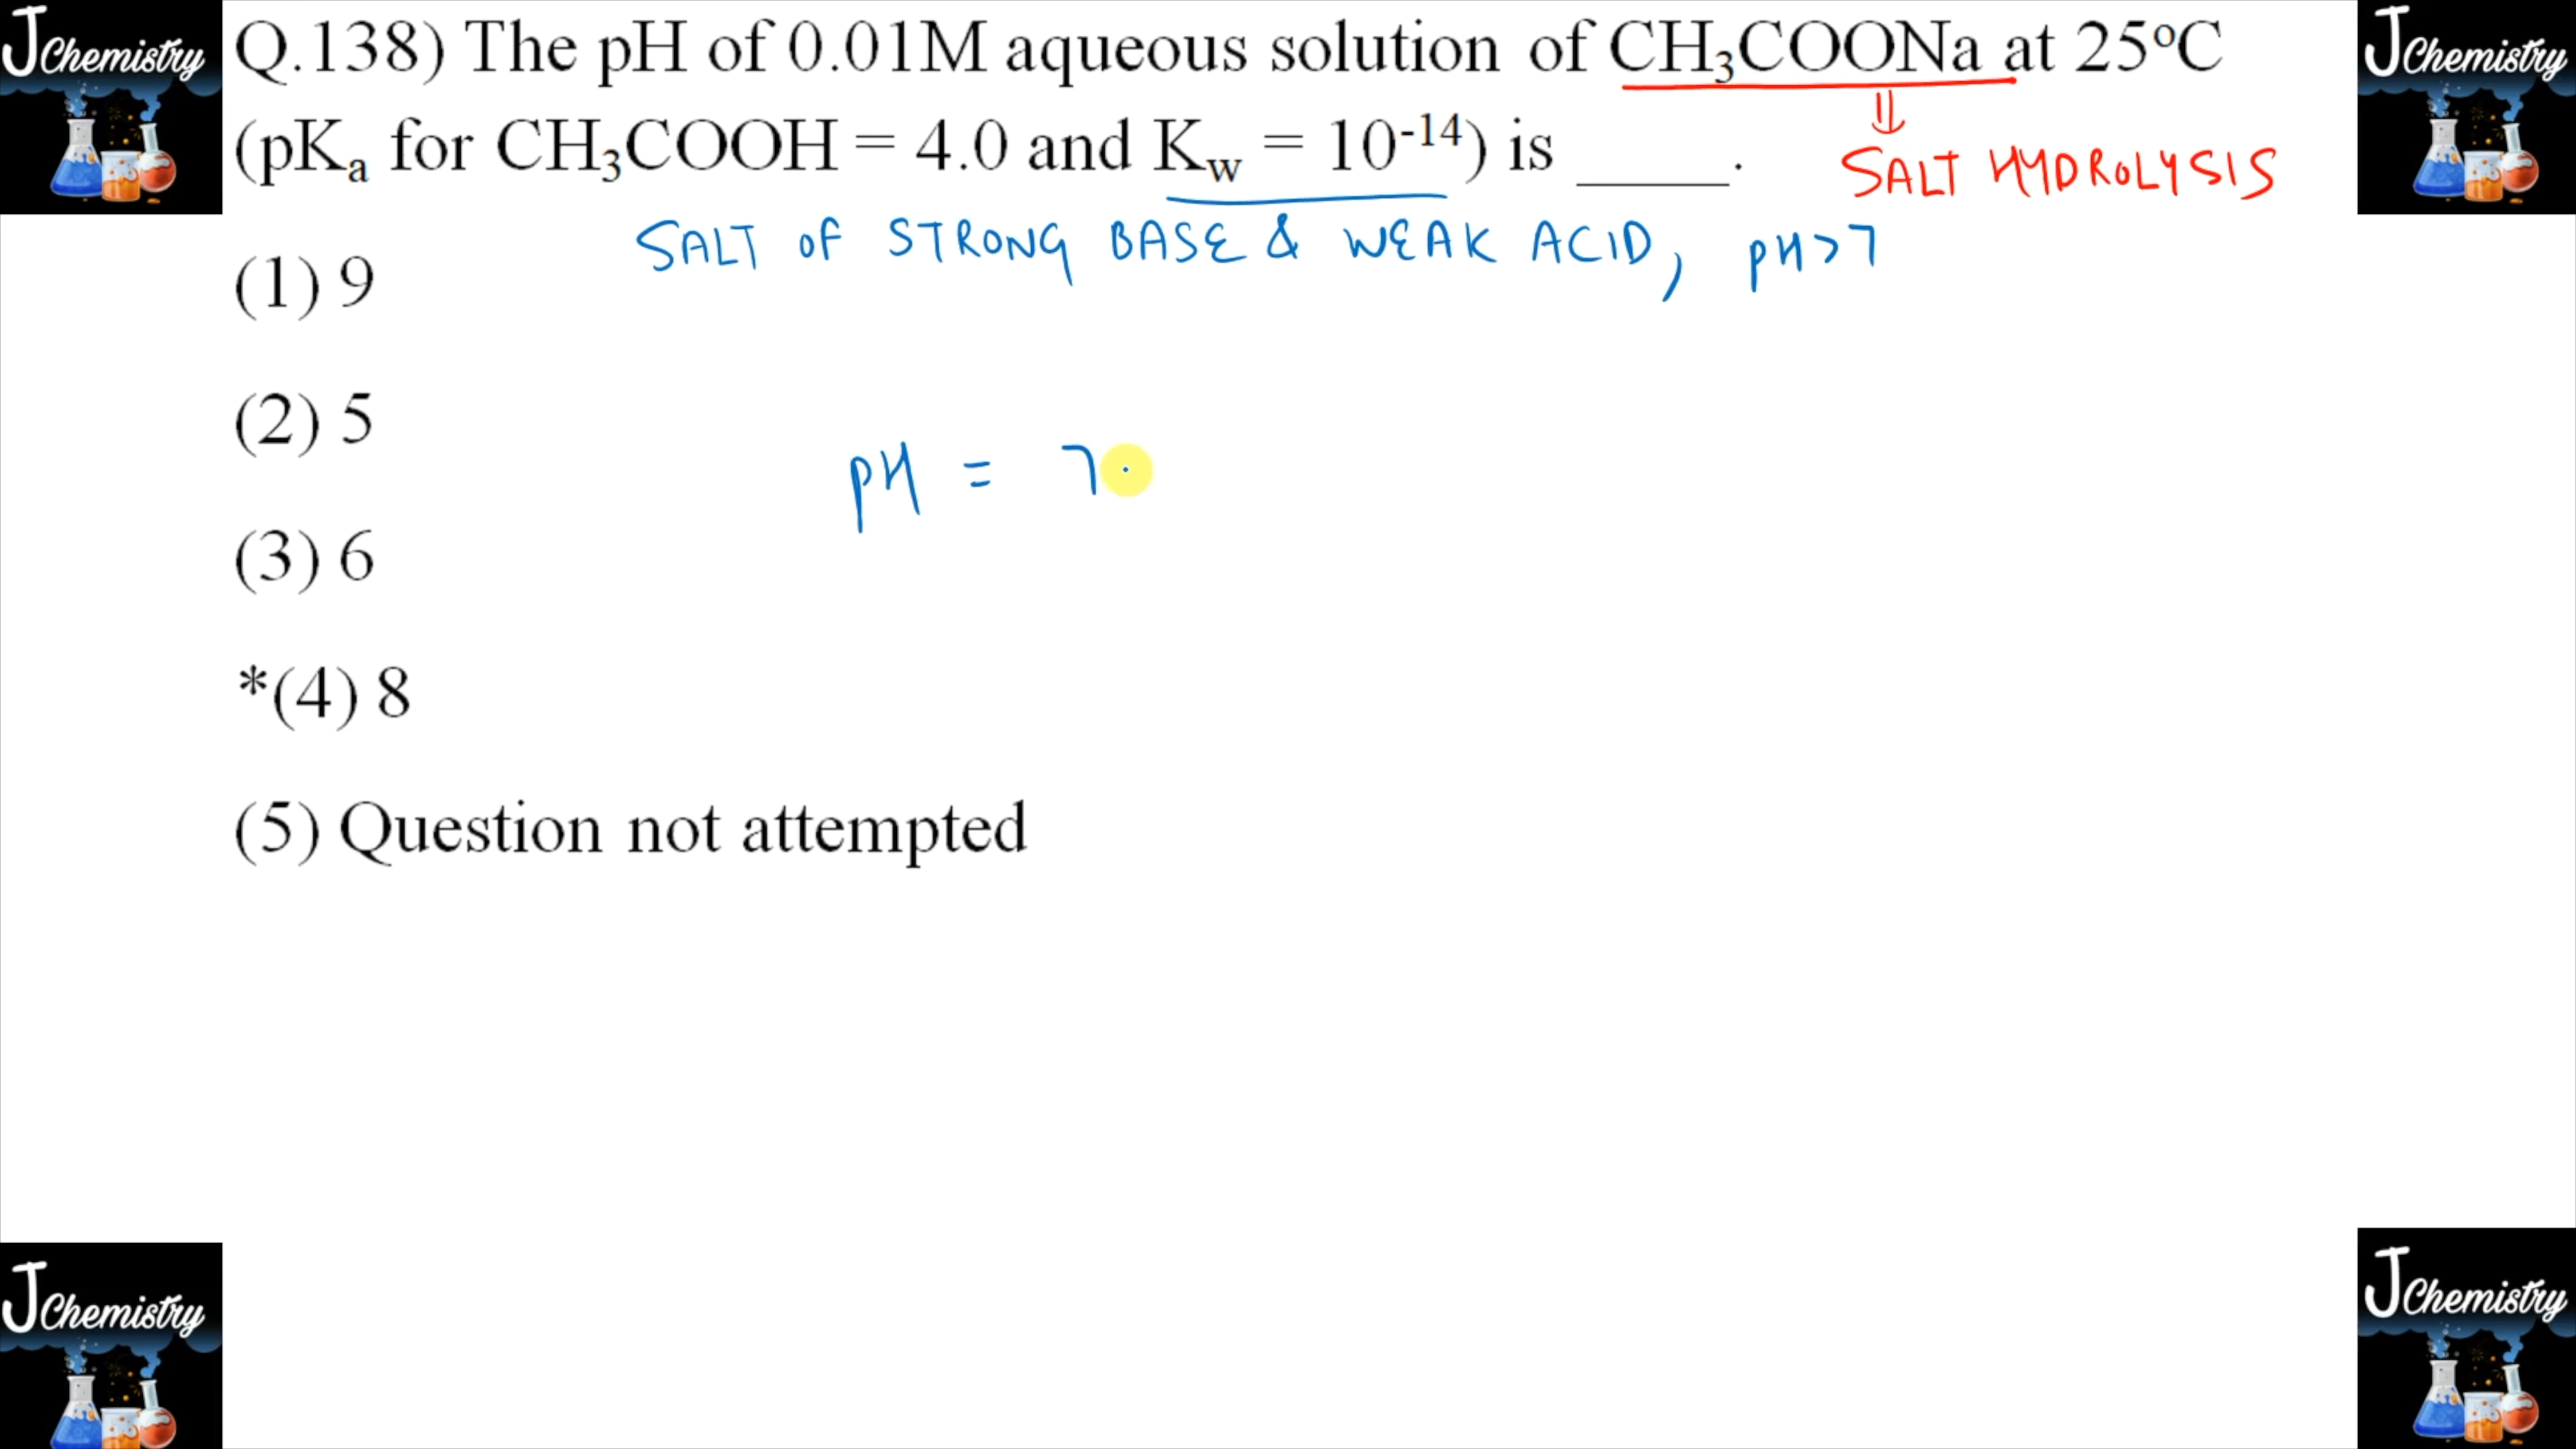 JChemistry
JChemistry
Q.138) The pH of 0.01M aqueous solution of CH₃COONa at 25°C
⇓
(pKₐ for CH₃COOH = 4.0 and K_w = 10⁻¹⁴) is _____.
SALT HYDROLYSIS
SALT OF STRONG BASE & WEAK ACID, pH>7
(1) 9
(2) 5
pH = 7
(3) 6
*(4) 8
(5) Question not attempted
JChemistry
JChemistry